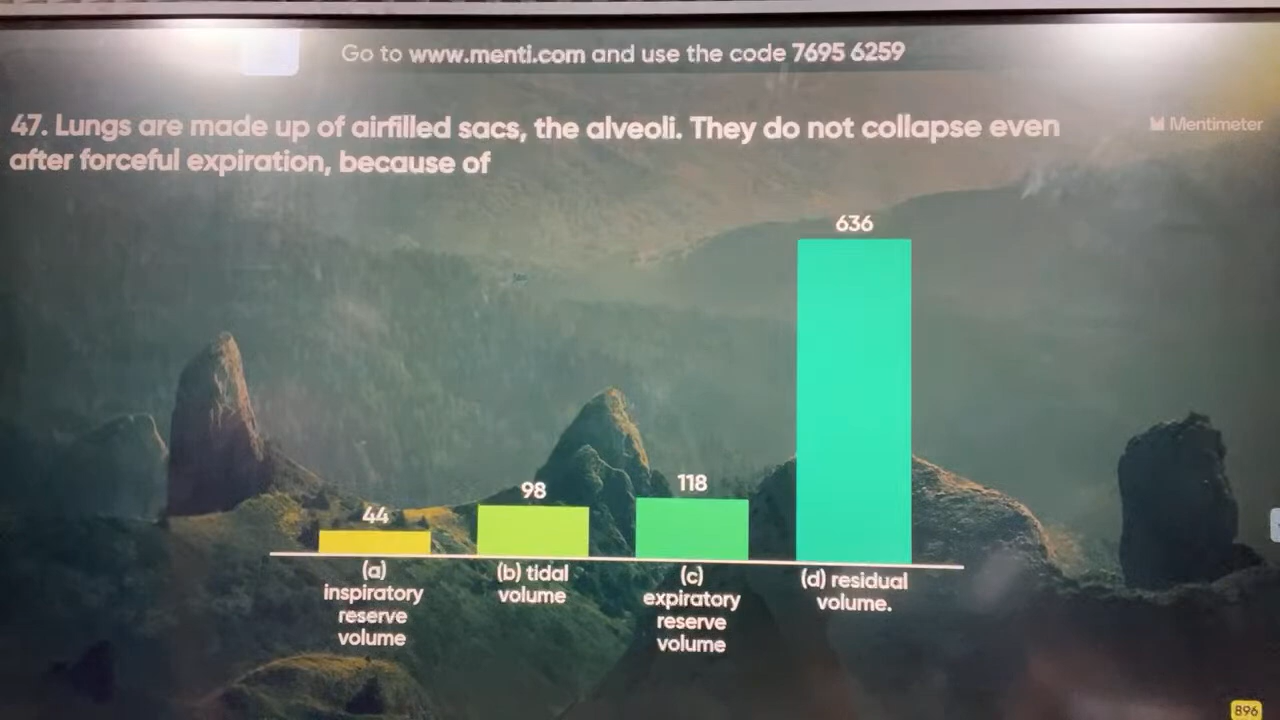 Go to www.menti.com and use the code 7695 6259
47. Lungs are made up of airfilled sacs, the alveoli. They do not collapse even
after forceful expiration, because of
Mentimeter
636
44
98
118
(a)
inspiratory
reserve
volume
(b) tidal
volume
(c)
expiratory
reserve
volume
(d) residual
volume.
896